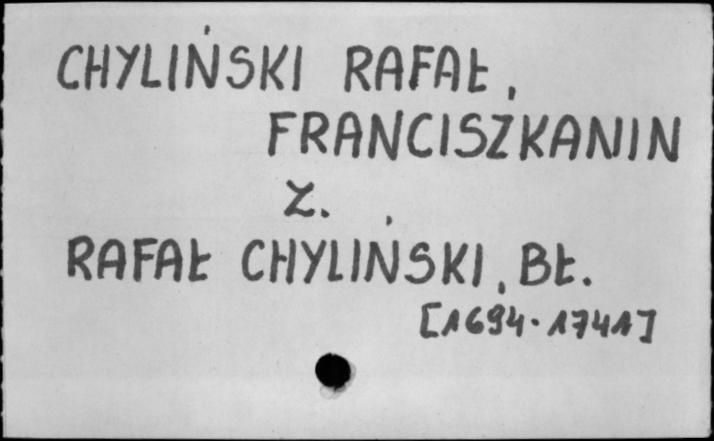 CHYLIŃSKI RAFAŁ,
FRANCISZKANIN
Z.
RAFAŁ CHYLIŃSKI, BŁ.
[1694-1741]